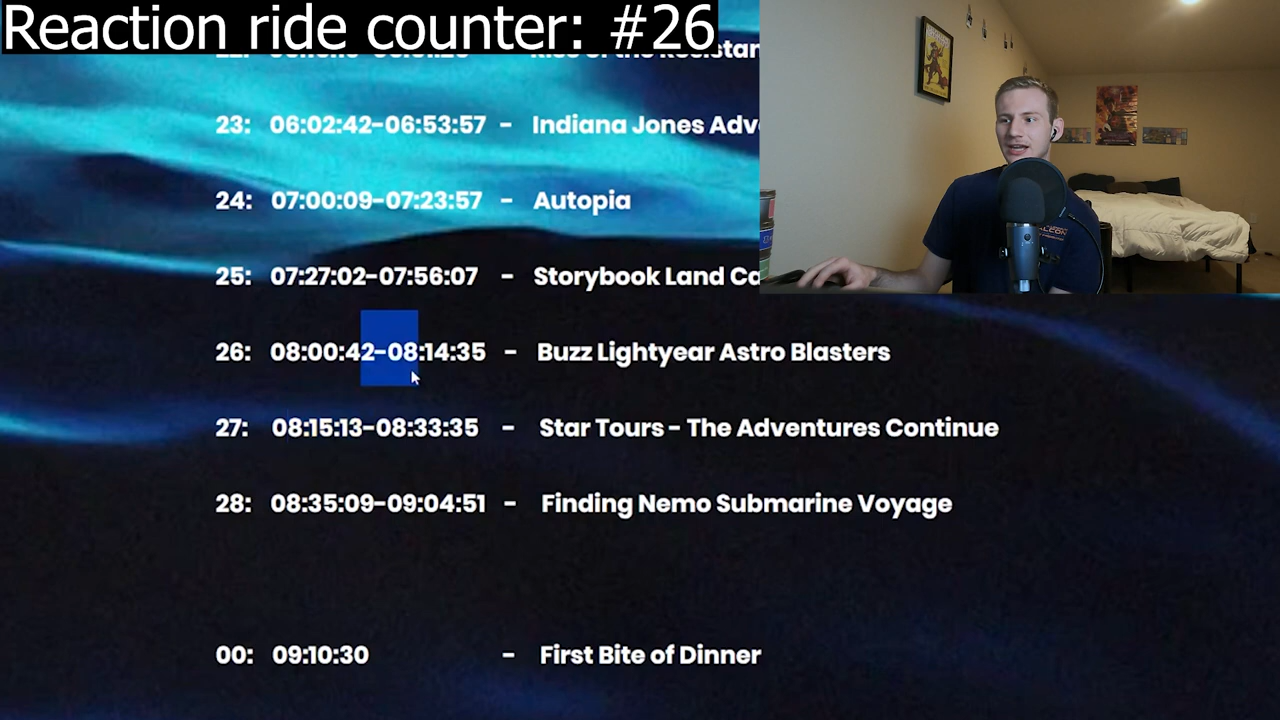 Reaction ride counter: #26
23: 06:02:42-06:53:57 - Indiana Jones
24: 07:00:09-07:23:57 - Autopia
25: 07:27:02-07:56:07 - Storybook Land
26: 08:00:42-08:14:35 - Buzz Lightyear Astro Blasters
27: 08:15:13-08:33:35 - Star Tours - The Adventures Continue
28: 08:35:09-09:04:51 - Finding Nemo Submarine Voyage
00: 09:10:30 - First Bite of Dinner